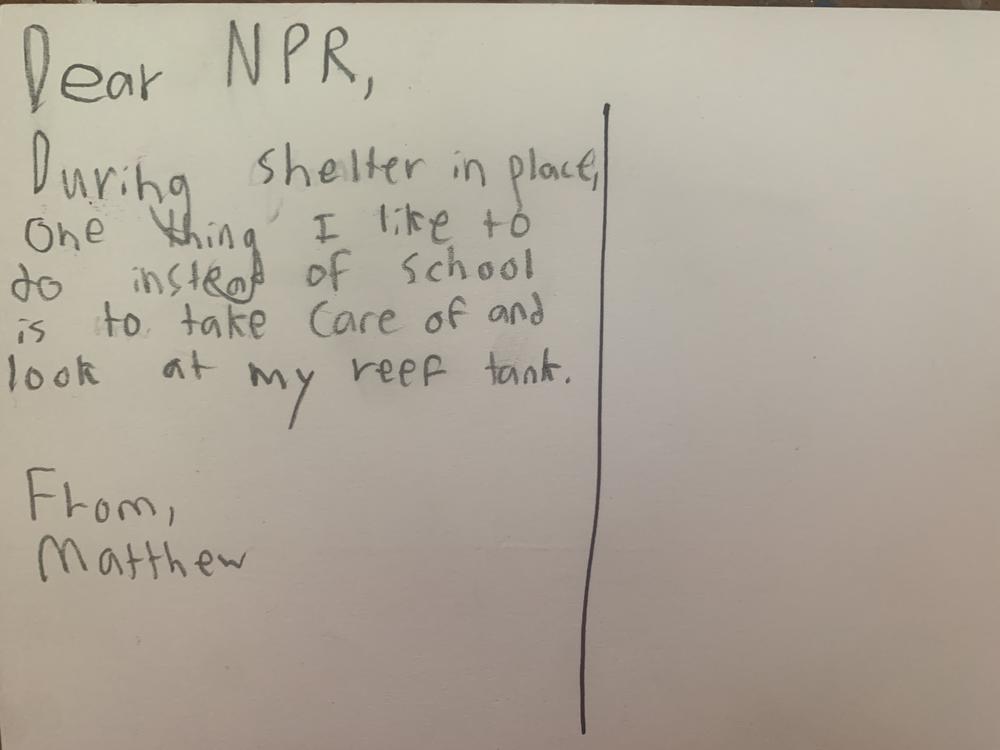 Dear NPR,
During shelter in place,
one thing I like to
do instead of school
is to take care of and
look at my reef tank.
From,
Matthew